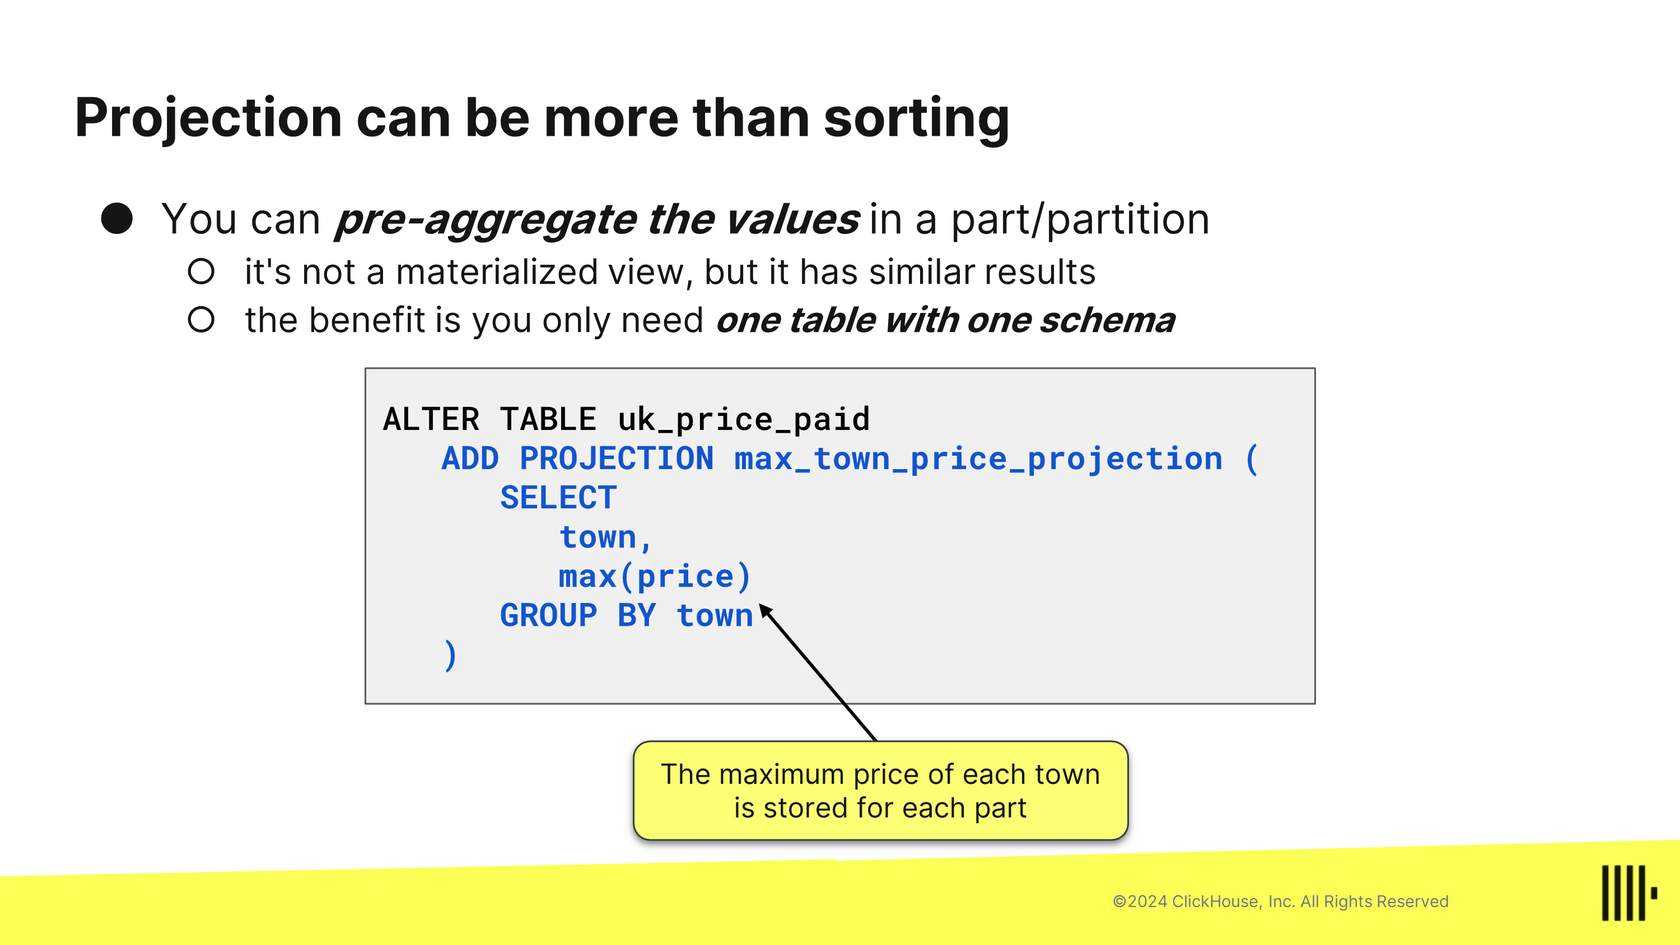 Projection can be more than sorting
● You can pre-aggregate the values in a part/partition
○ it's not a materialized view, but it has similar results
○ the benefit is you only need one table with one schema
ALTER TABLE uk_price_paid
   ADD PROJECTION max_town_price_projection (
      SELECT
         town,
         max(price)
      GROUP BY town
   )
The maximum price of each town
is stored for each part
©2024 ClickHouse, Inc. All Rights Reserved